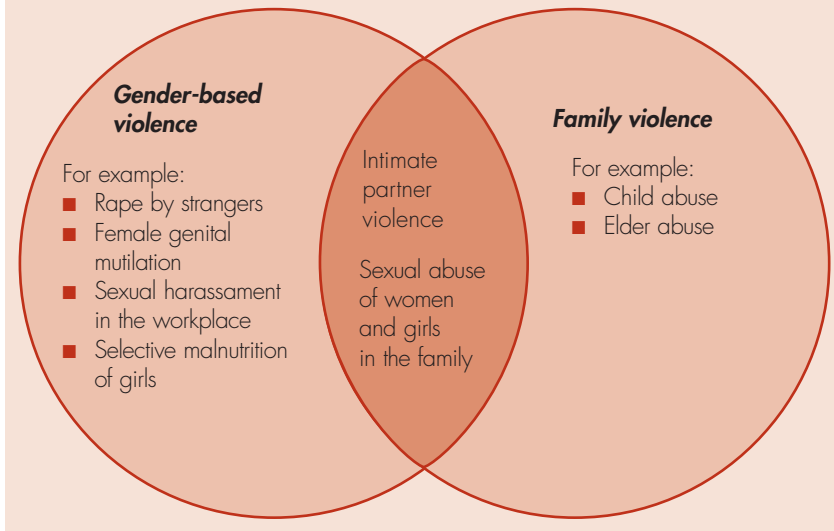 Gender-based
violence
For example:
■ Rape by strangers
■ Female genital
mutilation
■ Sexual harassment
in the workplace
■ Selective malnutrition
of girls
Intimate
partner
violence
Sexual abuse
of women
and girls
in the family
Family violence
For example:
■ Child abuse
■ Elder abuse